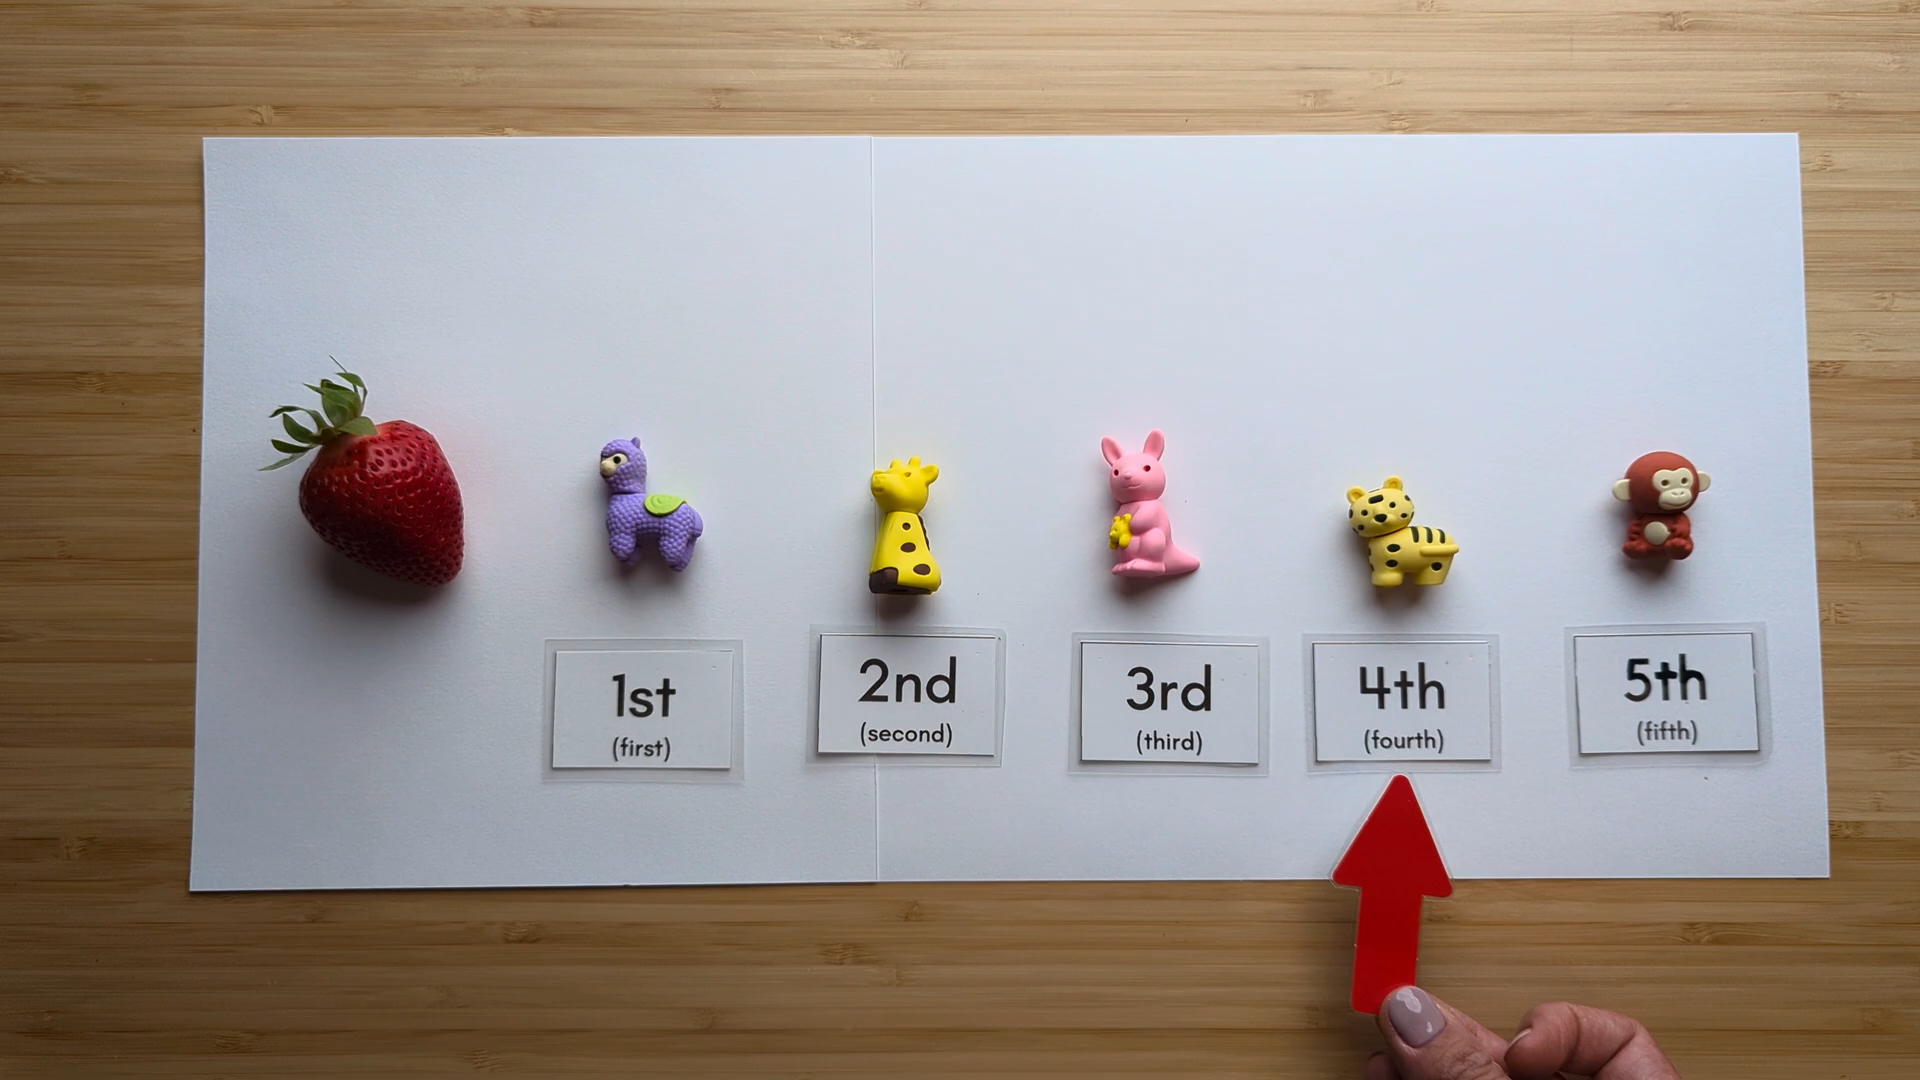 1st
(first)
2nd
(second)
3rd
(third)
4th
(fourth)
5th
(fifth)